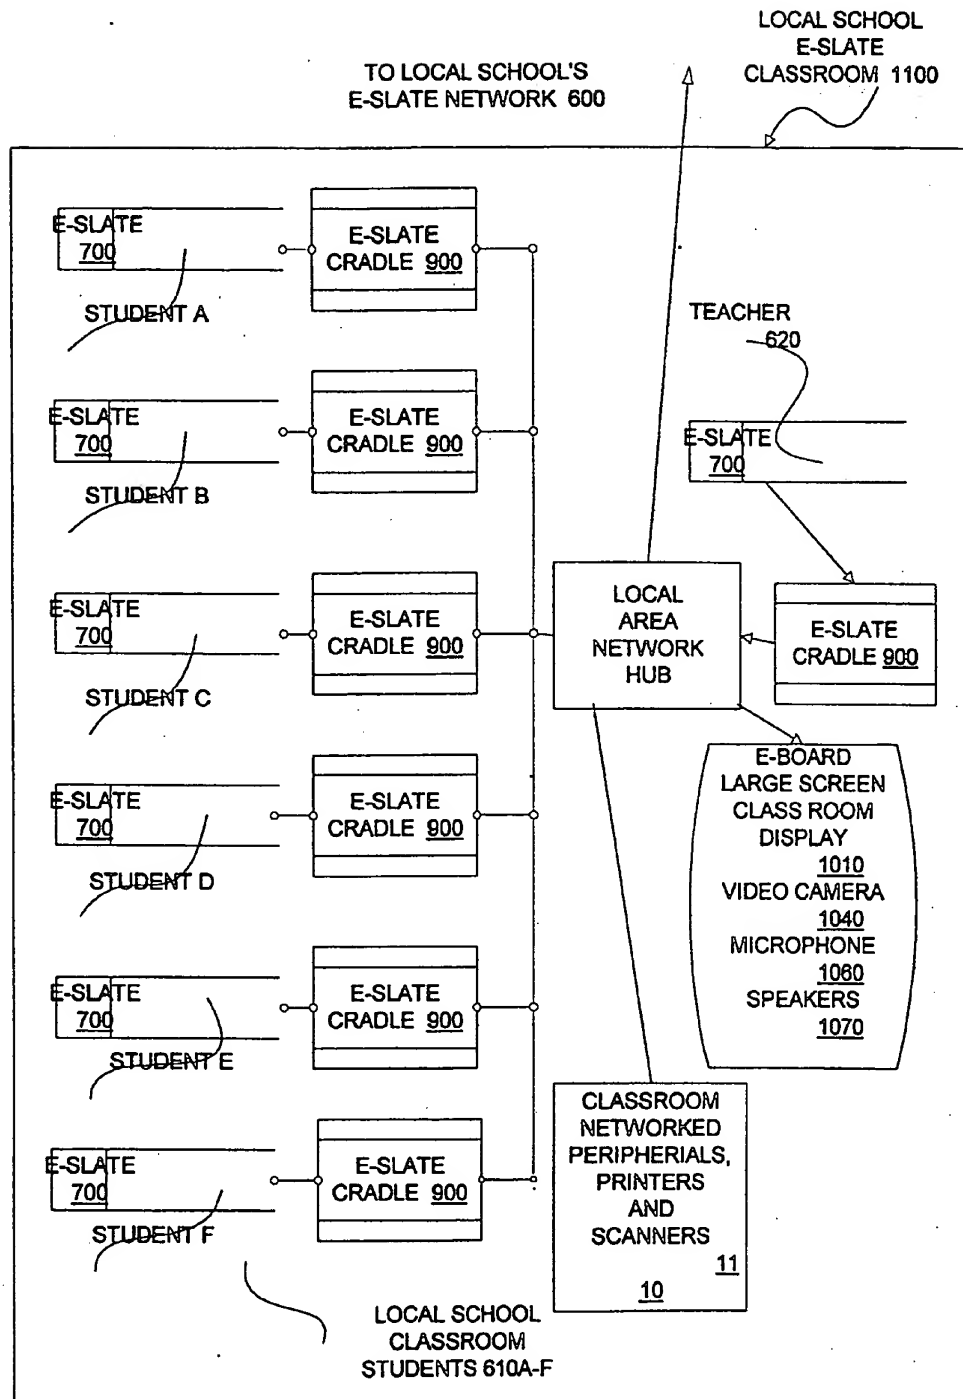 LOCAL SCHOOL
E-SLATE
CLASSROOM 1100
TO LOCAL SCHOOL'S
E-SLATE NETWORK 600
E-SLATE
700
STUDENT A
E-SLATE
CRADLE 900
E-SLATE
700
STUDENT B
E-SLATE
CRADLE 900
E-SLATE
700
STUDENT C
E-SLATE
CRADLE 900
E-SLATE
700
STUDENT D
E-SLATE
CRADLE 900
E-SLATE
700
STUDENT E
E-SLATE
CRADLE 900
E-SLATE
700
STUDENT F
E-SLATE
CRADLE 900
LOCAL SCHOOL
CLASSROOM
STUDENTS 610A-F
TEACHER
620
E-SLATE
700
LOCAL
AREA
NETWORK
HUB
E-SLATE
CRADLE 900
E-BOARD
LARGE SCREEN
CLASS ROOM
DISPLAY
1010
VIDEO CAMERA
1040
MICROPHONE
1060
SPEAKERS
1070
CLASSROOM
NETWORKED
PERIPHERIALS,
PRINTERS
AND
SCANNERS
11
10